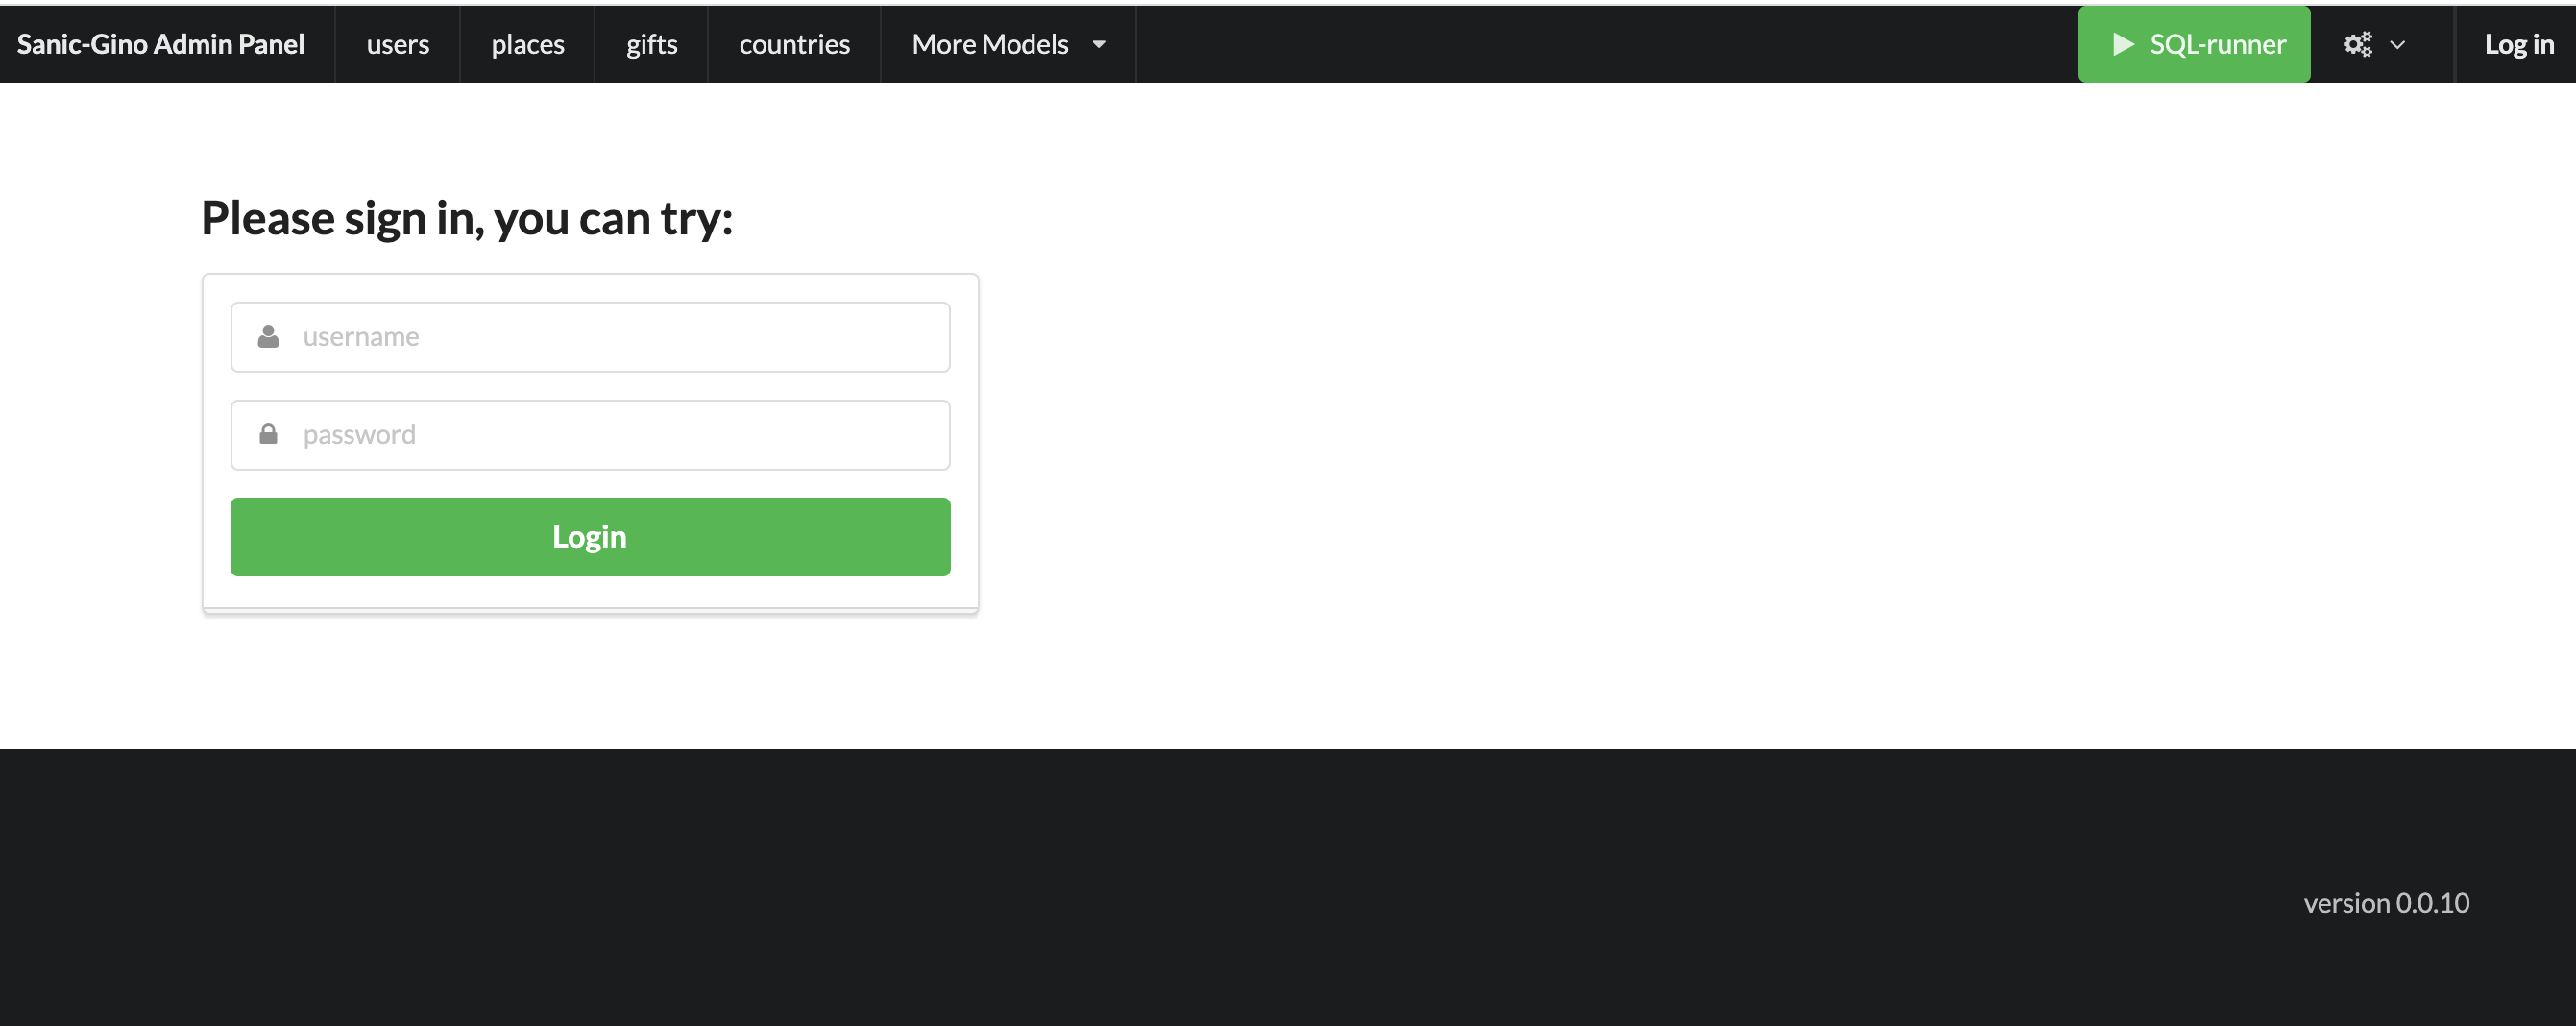 Sanic-Gino Admin Panel users places gifts countries More Models SQL-runner Log in
Please sign in, you can try:
username
password
Login
version 0.0.10